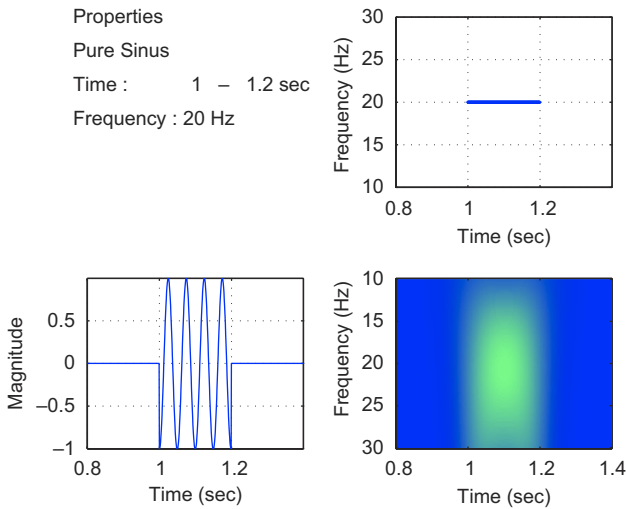 Properties
Pure Sinus
Time : 1 – 1.2 sec
Frequency : 20 Hz
Frequency (Hz)
30
25
20
15
10
0.8 1 1.2
Time (sec)
Magnitude
0.5
0
–0.5
–1
0.8 1 1.2
Time (sec)
Frequency (Hz)
10
15
20
25
30
0.8 1 1.2 1.4
Time (sec)